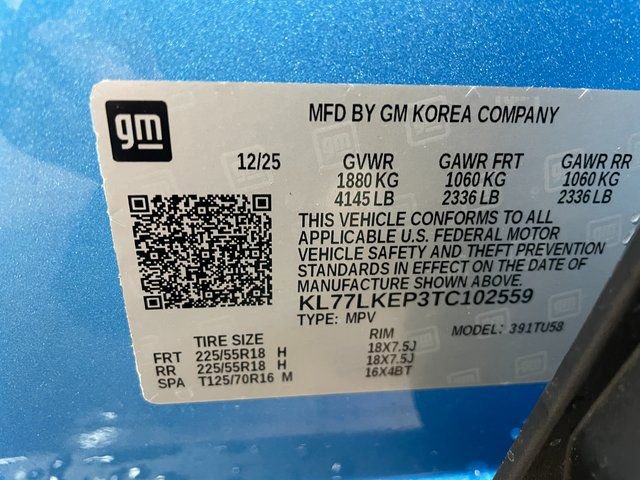 gm
MFD BY GM KOREA COMPANY
12/25 GVWR GAWR FRT GAWR RR
1880 KG 1060 KG 1060 KG
4145 LB 2336 LB 2336 LB
THIS VEHICLE CONFORMS TO ALL
APPLICABLE U.S. FEDERAL MOTOR
VEHICLE SAFETY AND THEFT PREVENTION
STANDARDS IN EFFECT ON THE DATE OF
MANUFACTURE SHOWN ABOVE.
KL77LKEP3TC102559
TYPE: MPV MODEL: 391TU58
TIRE SIZE RIM
FRT 225/55R18 H 18X7.5J
RR 225/55R18 H 18X7.5J
SPA T125/70R16 M 16X4BT